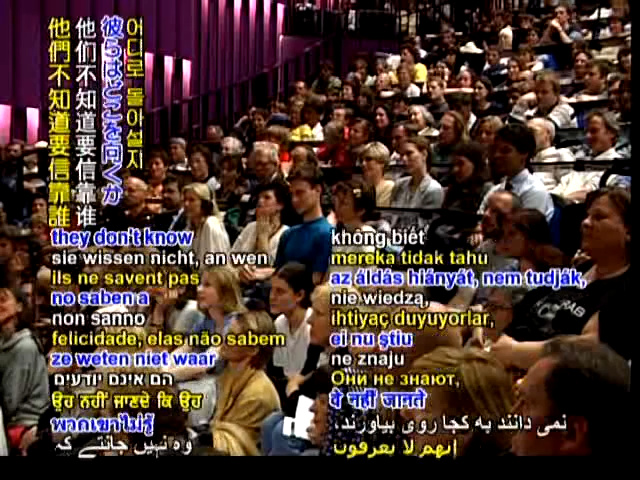 他們不知道要信靠誰
他们不知道要信靠谁
彼らはどこを向くか
어디로 돌아설지
they don't know
sie wissen nicht, an wen
ils ne savent pas
no saben a
non sanno
felicidade, elas não sabem
ze weten niet waar
הם אינם יודעים
ਉਹ ਨਹੀਂ ਜਾਣਦੇ ਕਿ ਉਹ
พวกเขาไม่รู้
وہ نہیں جانتے کہ
không biét
mereka tidak tahu
az áldás hiányát, nem tudják,
nie wiedzą,
ihtiyaç duyuyorlar,
ei nu ştiu
ne znaju
Они не знают,
वे नहीं जानते
نمی دانند به کجا روی بیاورند،
إنهم لا يعرفون